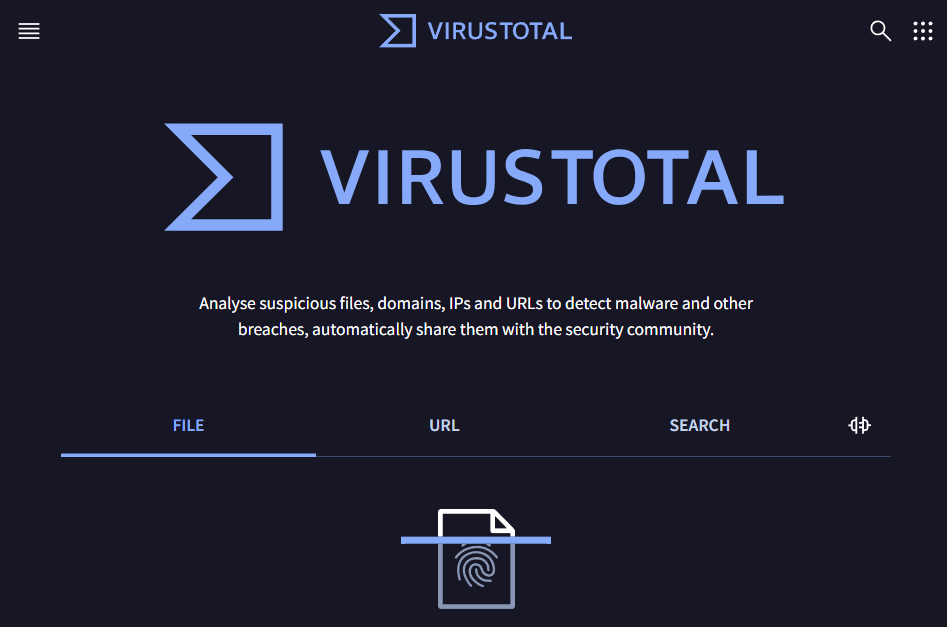 VIRUSTOTAL
VIRUSTOTAL
Analyse suspicious files, domains, IPs and URLs to detect malware and other
breaches, automatically share them with the security community.
FILE
URL
SEARCH